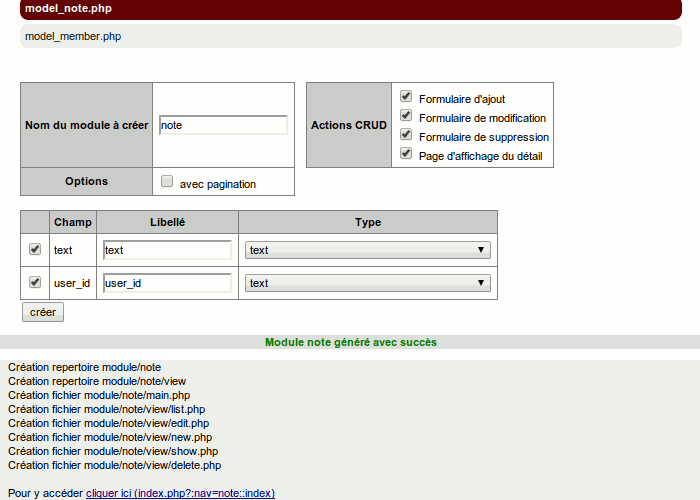 model_note.php
model_member.php
Nom du module à créer
note
Actions CRUD
Formulaire d'ajout
Formulaire de modification
Formulaire de suppression
Page d'affichage du détail
Options
avec pagination
Champ Libellé Type
text text text
user_id user_id text
créer
Module note généré avec succès
Création repertoire module/note
Création repertoire module/note/view
Création fichier module/note/main.php
Création fichier module/note/view/list.php
Création fichier module/note/view/edit.php
Création fichier module/note/view/new.php
Création fichier module/note/view/show.php
Création fichier module/note/view/delete.php
Pour y accéder cliquer ici (index.php?:nav=note::index)